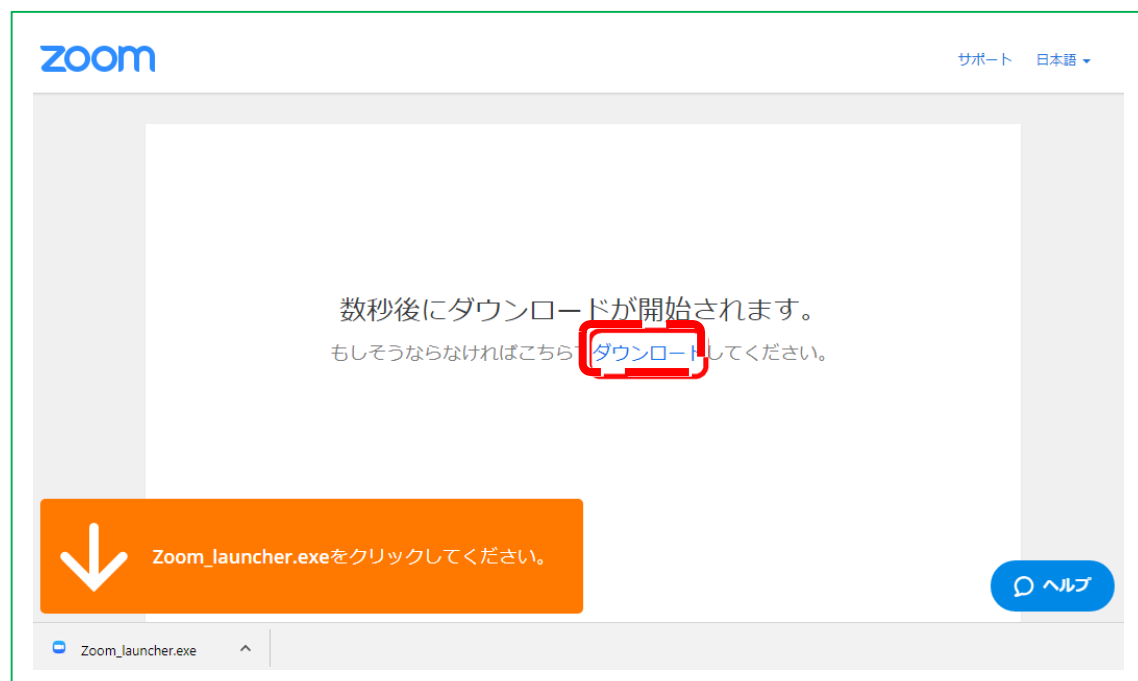 zoom
サポート 日本語
数秒後にダウンロードが開始されます。
もしそうならなければこちらでダウンロードしてください。
Zoom_launcher.exeをクリックしてください。
ヘルプ
Zoom_launcher.exe